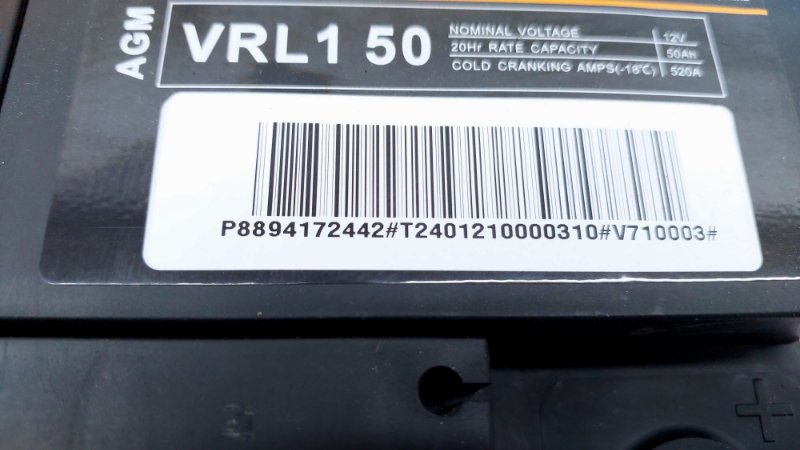 AGM
VRL1 50
NOMINAL VOLTAGE 12V
20Hr RATE CAPACITY 50AH
COLD CRANKING AMPS(-18℃) 520A
P8894172442#T2401210000310#V710003#
+